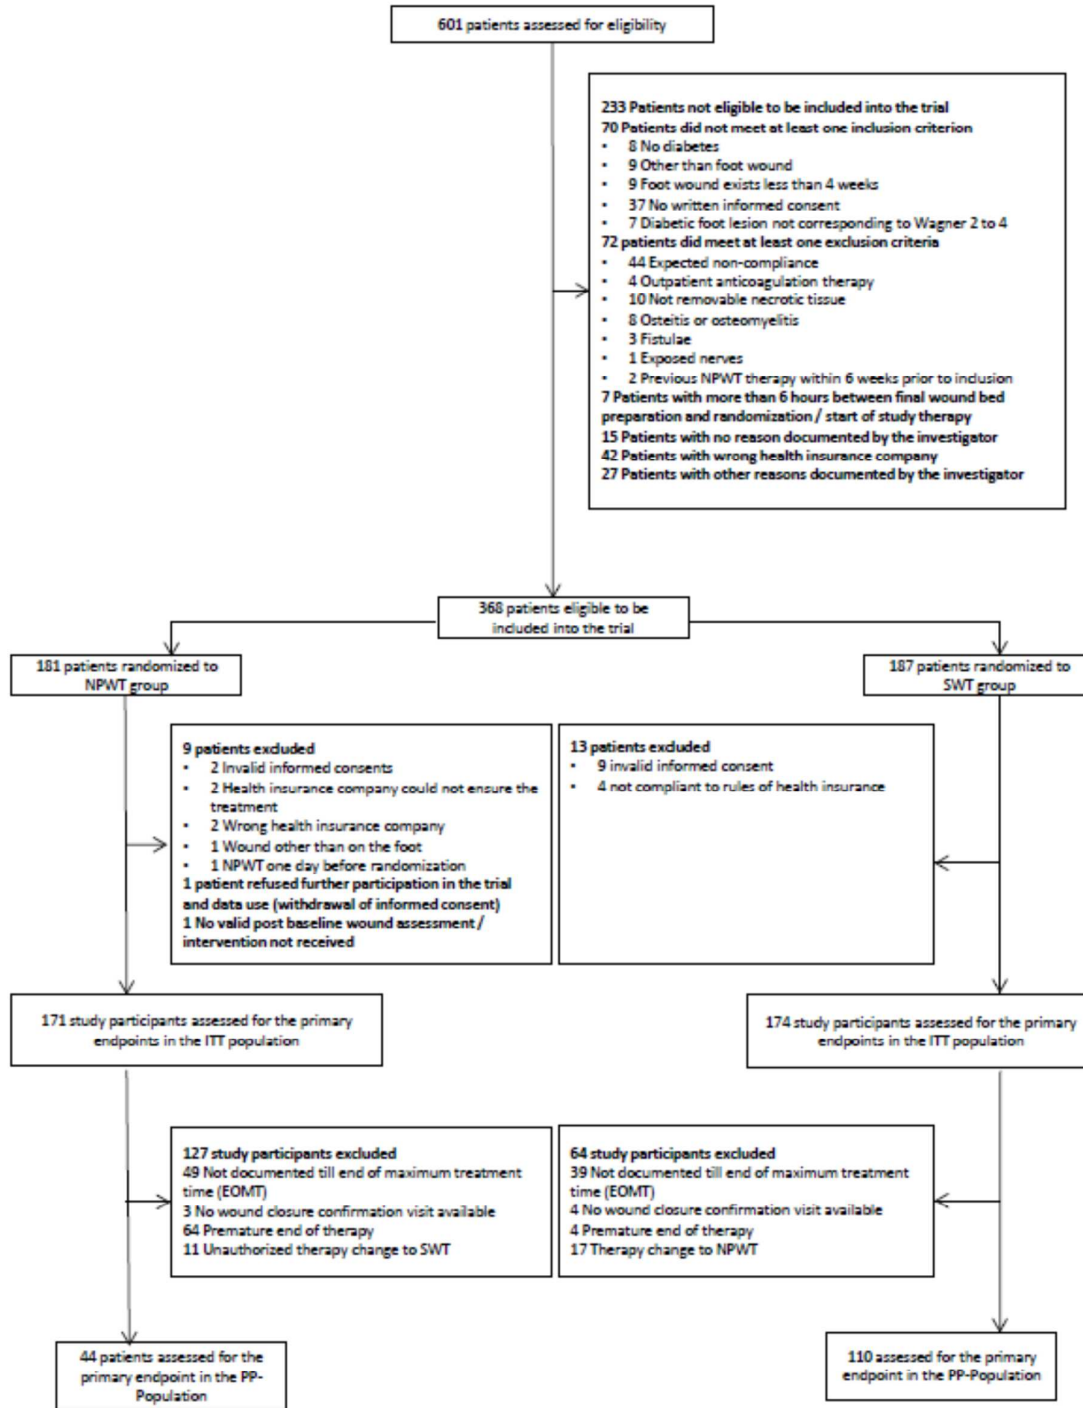 601 patients assessed for eligibility
233 Patients not eligible to be included into the trial
70 Patients did not meet at least one inclusion criterion
• 8 No diabetes
• 9 Other than foot wound
• 9 Foot wound exists less than 4 weeks
• 37 No written informed consent
• 7 Diabetic foot lesion not corresponding to Wagner 2 to 4
72 patients did meet at least one exclusion criteria
• 44 Expected non-compliance
• 4 Outpatient anticoagulation therapy
• 10 Not removable necrotic tissue
• 8 Osteitis or osteomyelitis
• 3 Fistulae
• 1 Exposed nerves
• 2 Previous NPWT therapy within 6 weeks prior to inclusion
7 Patients with more than 6 hours between final wound bed
preparation and randomization / start of study therapy
15 Patients with no reason documented by the investigator
42 Patients with wrong health insurance company
27 Patients with other reasons documented by the investigator
368 patients eligible to be
included into the trial
181 patients randomized to
NPWT group
187 patients randomized to
SWT group
9 patients excluded
• 2 Invalid informed consents
• 2 Health insurance company could not ensure the
treatment
• 2 Wrong health insurance company
• 1 Wound other than on the foot
• 1 NPWT one day before randomization
1 patient refused further participation in the trial
and data use (withdrawal of informed consent)
1 No valid post baseline wound assessment /
intervention not received
13 patients excluded
• 9 invalid informed consent
• 4 not compliant to rules of health insurance
171 study participants assessed for the primary
endpoints in the ITT population
174 study participants assessed for the primary
endpoints in the ITT population
127 study participants excluded
49 Not documented till end of maximum treatment
time (EOMT)
3 No wound closure confirmation visit available
64 Premature end of therapy
11 Unauthorized therapy change to SWT
64 study participants excluded
39 Not documented till end of maximum treatment
time (EOMT)
4 No wound closure confirmation visit available
4 Premature end of therapy
17 Therapy change to NPWT
44 patients assessed for the
primary endpoint in the PP-
Population
110 assessed for the primary
endpoint in the PP-Population